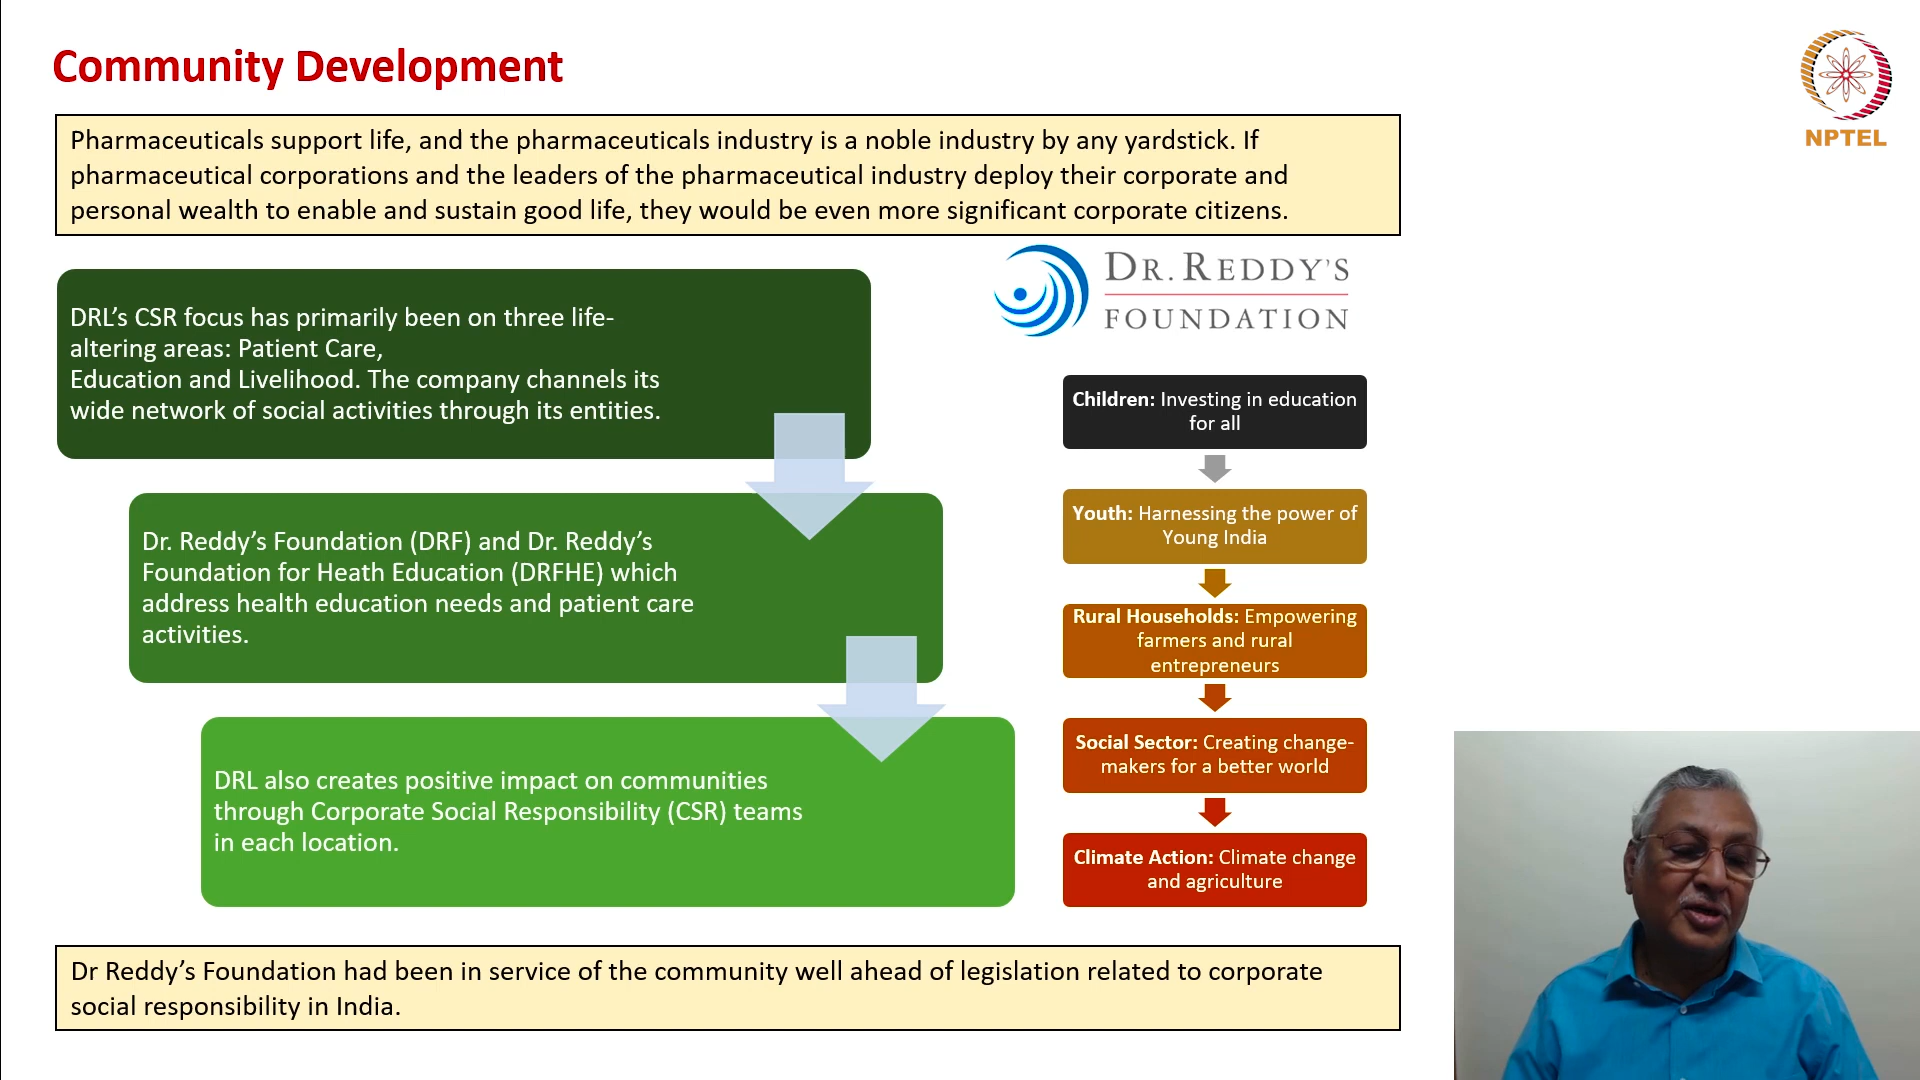 Community Development
NPTEL
Pharmaceuticals support life, and the pharmaceuticals industry is a noble industry by any yardstick. If
pharmaceutical corporations and the leaders of the pharmaceutical industry deploy their corporate and
personal wealth to enable and sustain good life, they would be even more significant corporate citizens.
DRL’s CSR focus has primarily been on three life-
altering areas: Patient Care,
Education and Livelihood. The company channels its
wide network of social activities through its entities.
Dr. Reddy’s Foundation (DRF) and Dr. Reddy’s
Foundation for Heath Education (DRFHE) which
address health education needs and patient care
activities.
DRL also creates positive impact on communities
through Corporate Social Responsibility (CSR) teams
in each location.
DR. REDDY’S
FOUNDATION
Children: Investing in education
for all
Youth: Harnessing the power of
Young India
Rural Households: Empowering
farmers and rural
entrepreneurs
Social Sector: Creating change-
makers for a better world
Climate Action: Climate change
and agriculture
Dr Reddy’s Foundation had been in service of the community well ahead of legislation related to corporate
social responsibility in India.